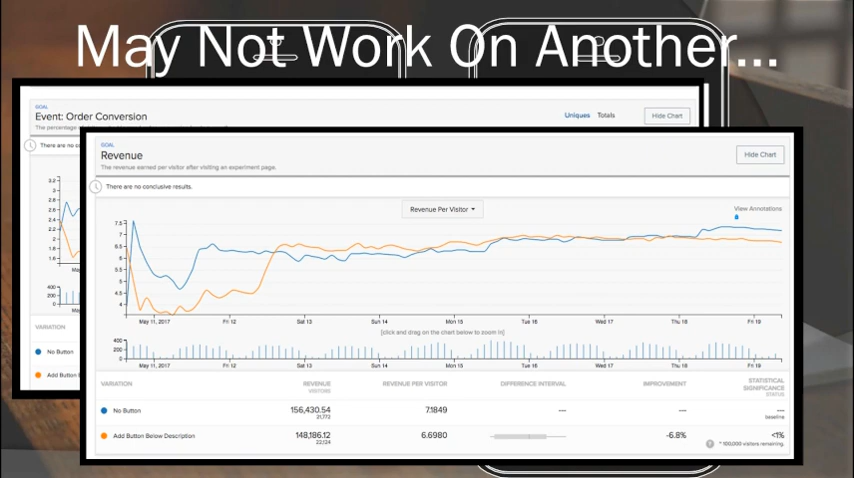 May Not Work On Another...
GOAL
Event: Order Conversion
Uniques Totals
Hide Chart
The percentage
There are no co
3.2
3
2.8
2.6
2.4
2.2
2
1.8
1.6
400
200
0
VARIATION
No Button
Add Button
GOAL
Revenue
The revenue earned per visitor after visiting an experiment page.
Hide Chart
There are no conclusive results.
Revenue Per Visitor
View Annotations
7.5
7
6.5
6
5.5
5
4.5
4
May 11, 2017 Fri 12 Sat 13 Sun 14 Mon 15 Tue 16 Wed 17 Thu 18 Fri 19
[click and drag on the chart below to zoom in]
400
200
0
May 11, 2017 Fri 12 Sat 13 Sun 14 Mon 15 Tue 16 Wed 17 Thu 18 Fri 19
VARIATION REVENUE REVENUE PER VISITOR DIFFERENCE INTERVAL IMPROVEMENT STATISTICAL SIGNIFICANCE
VISITORS STATUS
No Button 156,430.54 7.1849 --- --- ---
21,772 baseline
Add Button Below Description 148,186.12 6.6980 -6.8% <1%
22,124 ? * 100,000 visitors remaining.